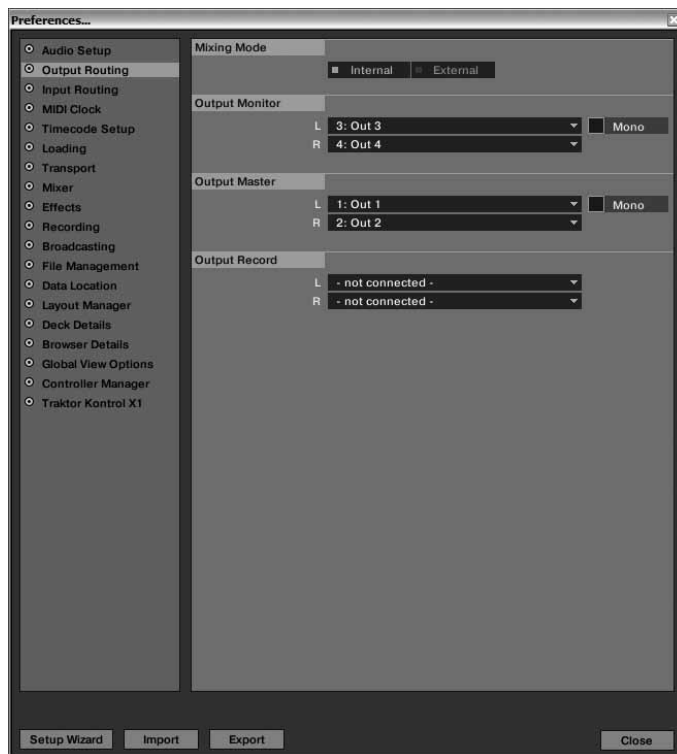 Preferences...
Audio Setup
Output Routing
Input Routing
MIDI Clock
Timecode Setup
Loading
Transport
Mixer
Effects
Recording
Broadcasting
File Management
Data Location
Layout Manager
Deck Details
Browser Details
Global View Options
Controller Manager
Traktor Kontrol X1
Mixing Mode
Internal External
Output Monitor
L 3: Out 3 Mono
R 4: Out 4
Output Master
L 1: Out 1 Mono
R 2: Out 2
Output Record
L - not connected -
R - not connected -
Setup Wizard Import Export Close